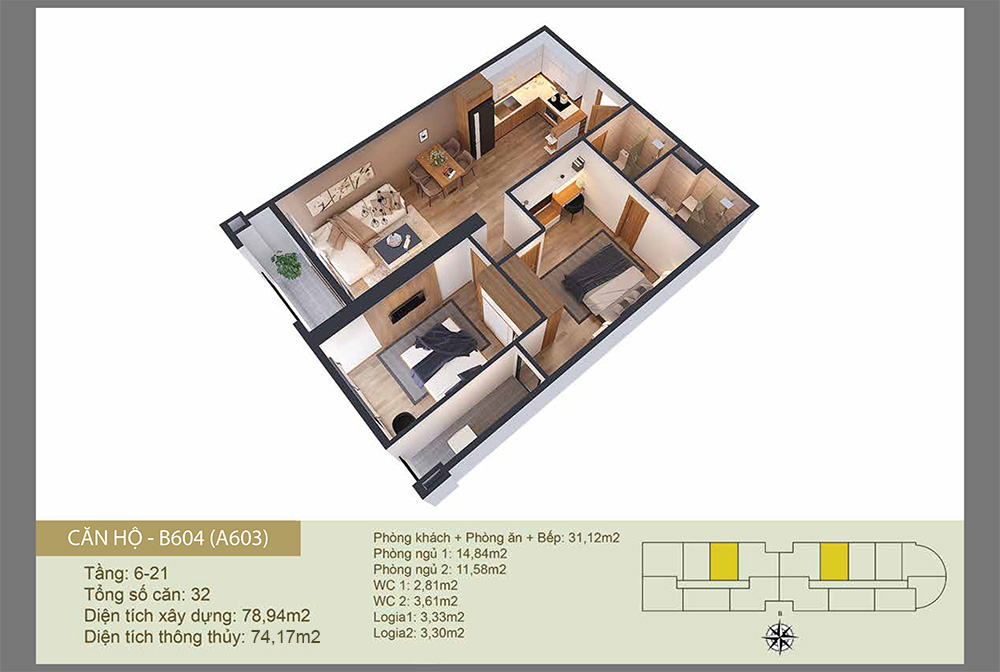 CĂN HỘ - B604 (A603)
Tầng: 6-21
Tổng số căn: 32
Diện tích xây dựng: 78,94m2
Diện tích thông thủy: 74,17m2
Phòng khách + Phòng ăn + Bếp: 31,12m2
Phòng ngủ 1: 14,84m2
Phòng ngủ 2: 11,58m2
WC 1: 2,81m2
WC 2: 3,61m2
Logia1: 3,33m2
Logia2: 3,30m2
B